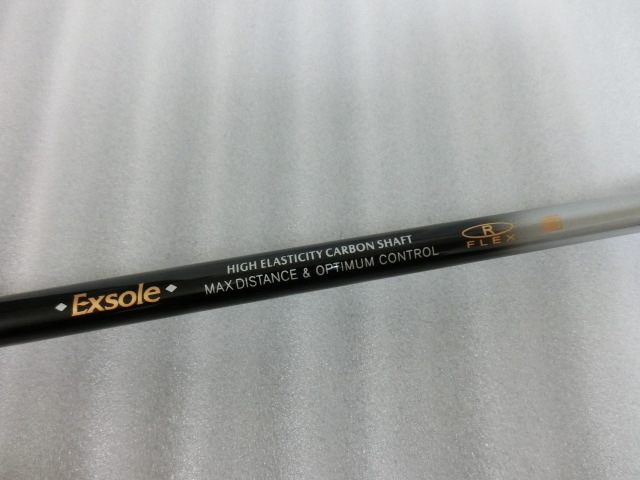 Exsole
HIGH ELASTICITY CARBON SHAFT
MAX DISTANCE & OPTIMUM CONTROL
R
FLEX